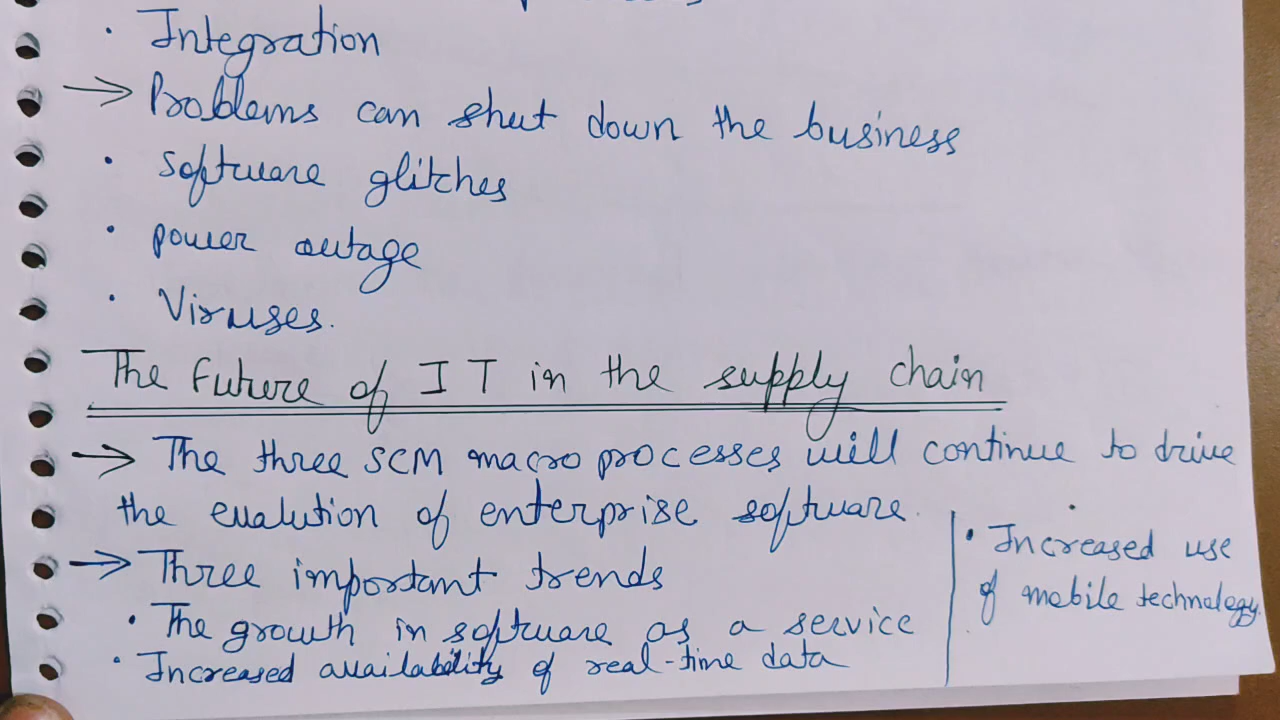 · Integration
→ Problems can shut down the business
· software glitches
· power outage
· Viruses.
The Future of IT in the supply chain
→ The three SCM macro processes will continue to drive
the evalution of enterprise software.
→ Three important trends
· The growth in software as a service
· Increased availability of real-time data
· Increased use
of mobile technology.